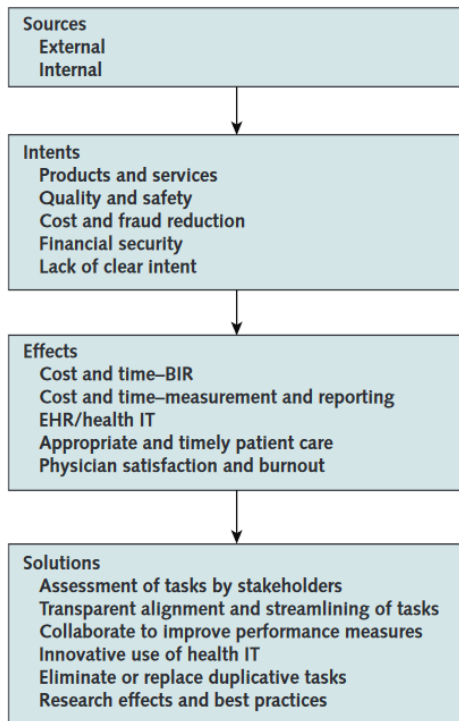 Sources
External
Internal
Intents
Products and services
Quality and safety
Cost and fraud reduction
Financial security
Lack of clear intent
Effects
Cost and time–BIR
Cost and time–measurement and reporting
EHR/health IT
Appropriate and timely patient care
Physician satisfaction and burnout
Solutions
Assessment of tasks by stakeholders
Transparent alignment and streamlining of tasks
Collaborate to improve performance measures
Innovative use of health IT
Eliminate or replace duplicative tasks
Research effects and best practices